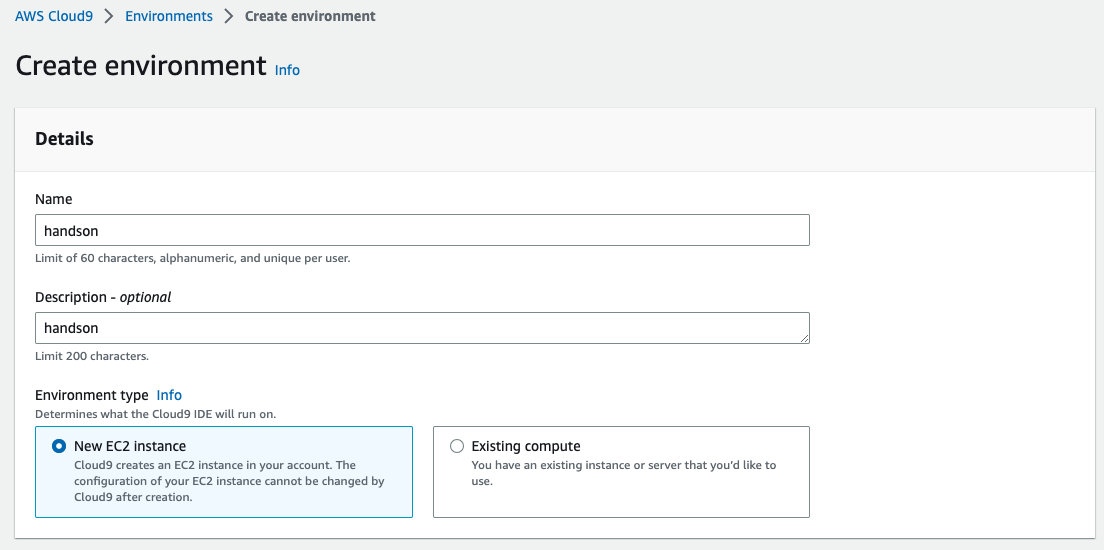 AWS Cloud9 > Environments > Create environment
Create environment Info
Details
Name
handson
Limit of 60 characters, alphanumeric, and unique per user.
Description - optional
handson
Limit 200 characters.
Environment type Info
Determines what the Cloud9 IDE will run on.
New EC2 instance
Cloud9 creates an EC2 instance in your account. The
configuration of your EC2 instance cannot be changed by
Cloud9 after creation.
Existing compute
You have an existing instance or server that you'd like to
use.